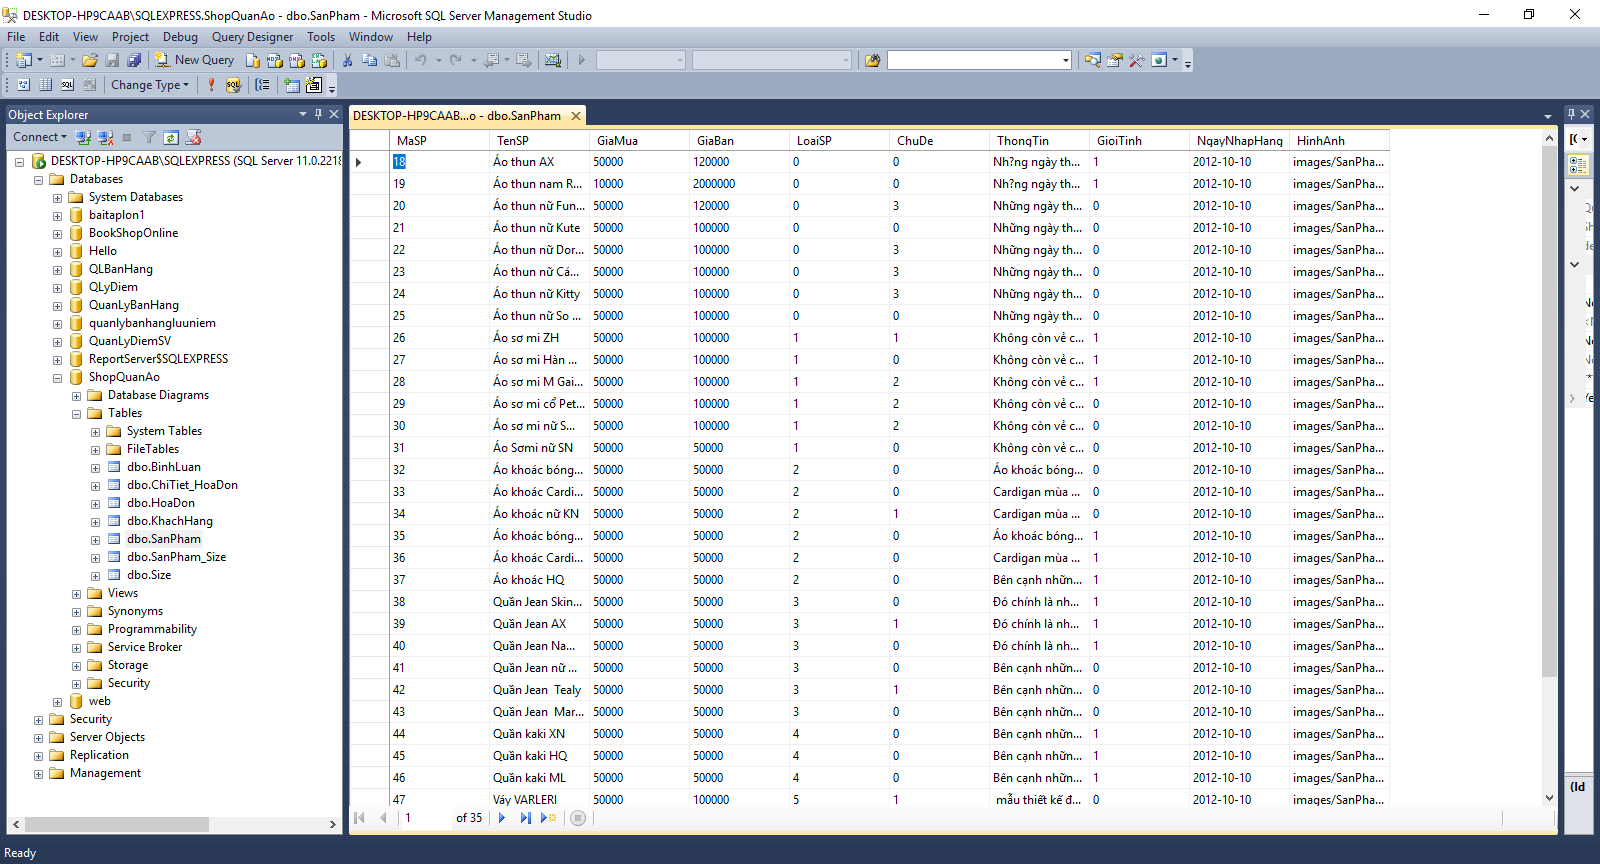 DESKTOP-HP9CAAB\SQLEXPRESS.ShopQuanAo - dbo.SanPham - Microsoft SQL Server Management Studio
File Edit View Project Debug Query Designer Tools Window Help
New Query
Change Type
Object Explorer
Connect
DESKTOP-HP9CAAB\SQLEXPRESS (SQL Server 11.0.2218
Databases
System Databases
baitaplon1
BookShopOnline
Hello
QLBanHang
QLyDiem
QuanLyBanHang
quanlybanhangluuniem
QuanLyDiemSV
ReportServer$SQLEXPRESS
ShopQuanAo
Database Diagrams
Tables
System Tables
FileTables
dbo.BinhLuan
dbo.ChiTiet_HoaDon
dbo.HoaDon
dbo.KhachHang
dbo.SanPham
dbo.SanPham_Size
dbo.Size
Views
Synonyms
Programmability
Service Broker
Storage
Security
web
Security
Server Objects
Replication
Management
DESKTOP-HP9CAAB...o - dbo.SanPham
MaSP TenSP GiaMua GiaBan LoaiSP ChuDe ThongTin GioiTinh NgayNhapHang HinhAnh
18 Áo thun AX 50000 120000 0 0 Nh?ng ngày th... 1 2012-10-10 images/SanPha...
19 Áo thun nam R... 10000 2000000 0 0 Nh?ng ngày th... 1 2012-10-10 images/SanPha...
20 Áo thun nữ Fun... 50000 120000 0 3 Những ngày th... 0 2012-10-10 images/SanPha...
21 Áo thun nữ Kute 50000 100000 0 0 Những ngày th... 0 2012-10-10 images/SanPha...
22 Áo thun nữ Dor... 50000 100000 0 3 Những ngày th... 0 2012-10-10 images/SanPha...
23 Áo thun nữ Cá... 50000 100000 0 3 Những ngày th... 0 2012-10-10 images/SanPha...
24 Áo thun nữ Kitty 50000 100000 0 3 Những ngày th... 0 2012-10-10 images/SanPha...
25 Áo thun nữ So ... 50000 100000 0 0 Những ngày th... 0 2012-10-10 images/SanPha...
26 Áo sơ mi ZH 50000 100000 1 1 Không còn về c... 1 2012-10-10 images/SanPha...
27 Áo sơ mi Hàn ... 50000 100000 1 0 Không còn về c... 1 2012-10-10 images/SanPha...
28 Áo sơ mi M Gai... 50000 100000 1 2 Không còn về c... 1 2012-10-10 images/SanPha...
29 Áo sơ mi cổ Pet... 50000 100000 1 2 Không còn về c... 0 2012-10-10 images/SanPha...
30 Áo sơ mi nữ S... 50000 100000 1 2 Không còn về c... 0 2012-10-10 images/SanPha...
31 Áo Sơmi nữ SN 50000 50000 1 0 Không còn về c... 0 2012-10-10 images/SanPha...
32 Áo khoác bóng... 50000 50000 2 0 Áo khoác bóng... 0 2012-10-10 images/SanPha...
33 Áo khoác Cardi... 50000 50000 2 0 Cardigan mùa ... 0 2012-10-10 images/SanPha...
34 Áo khoác nữ KN 50000 50000 2 1 Cardigan mùa ... 0 2012-10-10 images/SanPha...
35 Áo khoác bóng... 50000 50000 2 0 Áo khoác bóng... 1 2012-10-10 images/SanPha...
36 Áo khoác Cardi... 50000 50000 2 0 Cardigan mùa ... 1 2012-10-10 images/SanPha...
37 Áo khoác HQ 50000 50000 2 0 Bên cạnh nhữn... 1 2012-10-10 images/SanPha...
38 Quần Jean Skin... 50000 50000 3 0 Đó chính là nh... 1 2012-10-10 images/SanPha...
39 Quần Jean AX 50000 50000 3 1 Đó chính là nh... 1 2012-10-10 images/SanPha...
40 Quần Jean Na... 50000 50000 3 0 Đó chính là nh... 1 2012-10-10 images/SanPha...
41 Quần Jean nữ ... 50000 50000 3 0 Bên cạnh nhữn... 0 2012-10-10 images/SanPha...
42 Quần Jean Tealy 50000 50000 3 1 Bên cạnh nhữn... 0 2012-10-10 images/SanPha...
43 Quần Jean Mar... 50000 50000 3 0 Bên cạnh nhữn... 0 2012-10-10 images/SanPha...
44 Quần kaki XN 50000 50000 4 0 Bên cạnh nhữn... 1 2012-10-10 images/SanPha...
45 Quần kaki HQ 50000 50000 4 0 Bên cạnh nhữn... 1 2012-10-10 images/SanPha...
46 Quần kaki ML 50000 50000 4 0 Bên cạnh nhữn... 1 2012-10-10 images/SanPha...
47 Váy VARLERI 50000 100000 5 1 mẫu thiết kế đ... 0 2012-10-10 images/SanPha...
1 of 35
(Id
Ready